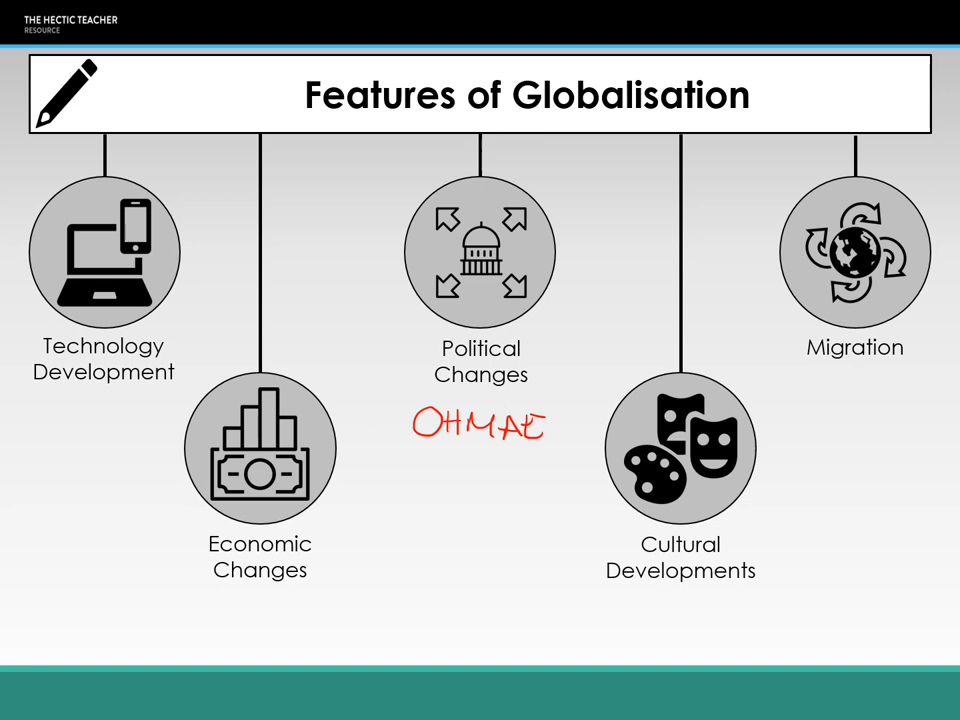 THE HECTIC TEACHER
RESOURCE
Features of Globalisation
Technology
Development
Political
Changes
Migration
OHMAE
Economic
Changes
Cultural
Developments